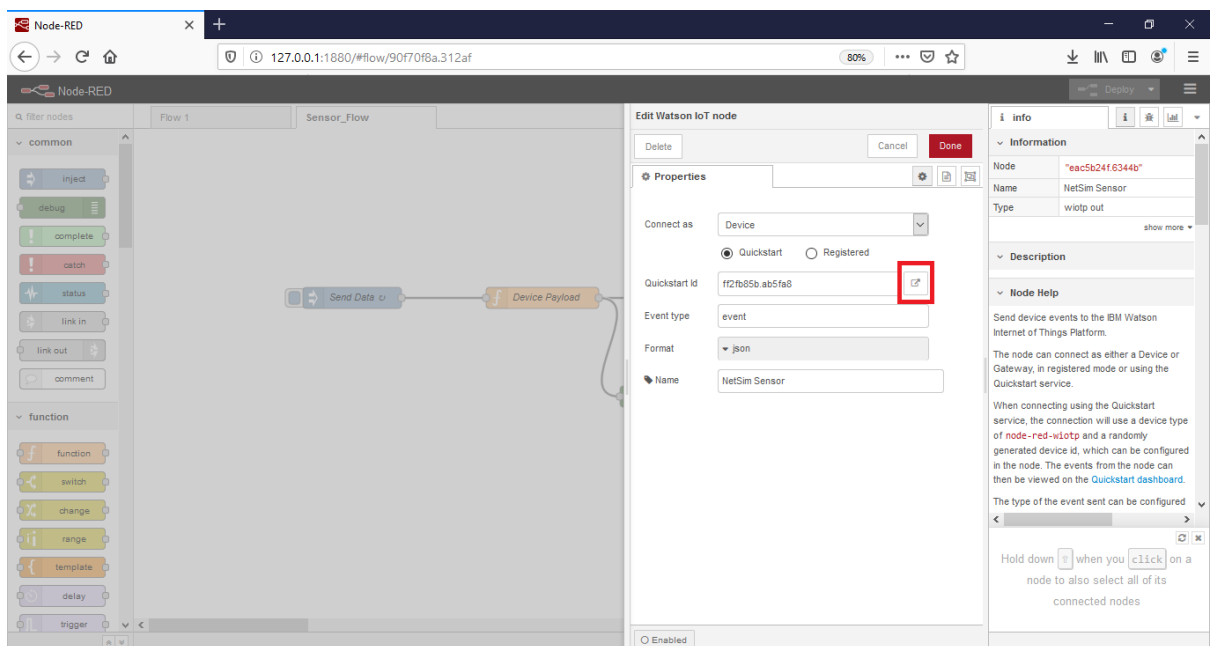 Node-RED
127.0.0.1:1880/#flow/90f70f8a.312af
80%
Node-RED
Deploy
filter nodes
Flow 1
Sensor_Flow
common
inject
debug
complete
catch
status
link in
link out
comment
function
function
switch
change
range
template
delay
trigger
Send Data ↻
Device Payload
Edit Watson IoT node
Delete
Cancel
Done
Properties
Connect as
Device
Quickstart
Registered
Quickstart Id
ff2fb85b.ab5fa8
Event type
event
Format
json
Name
NetSim Sensor
Enabled
i info
i
Information
Node
"eac5b24f.6344b"
Name
NetSim Sensor
Type
wiotp out
show more
Description
Node Help
Send device events to the IBM Watson
Internet of Things Platform.
The node can connect as either a Device or
Gateway, in registered mode or using the
Quickstart service.
When connecting using the Quickstart
service, the connection will use a device type
of node-red-wiotp and a randomly
generated device id, which can be configured
in the node. The events from the node can
then be viewed on the Quickstart dashboard.
The type of the event sent can be configured
Hold down ⇧ when you click on a
node to also select all of its
connected nodes